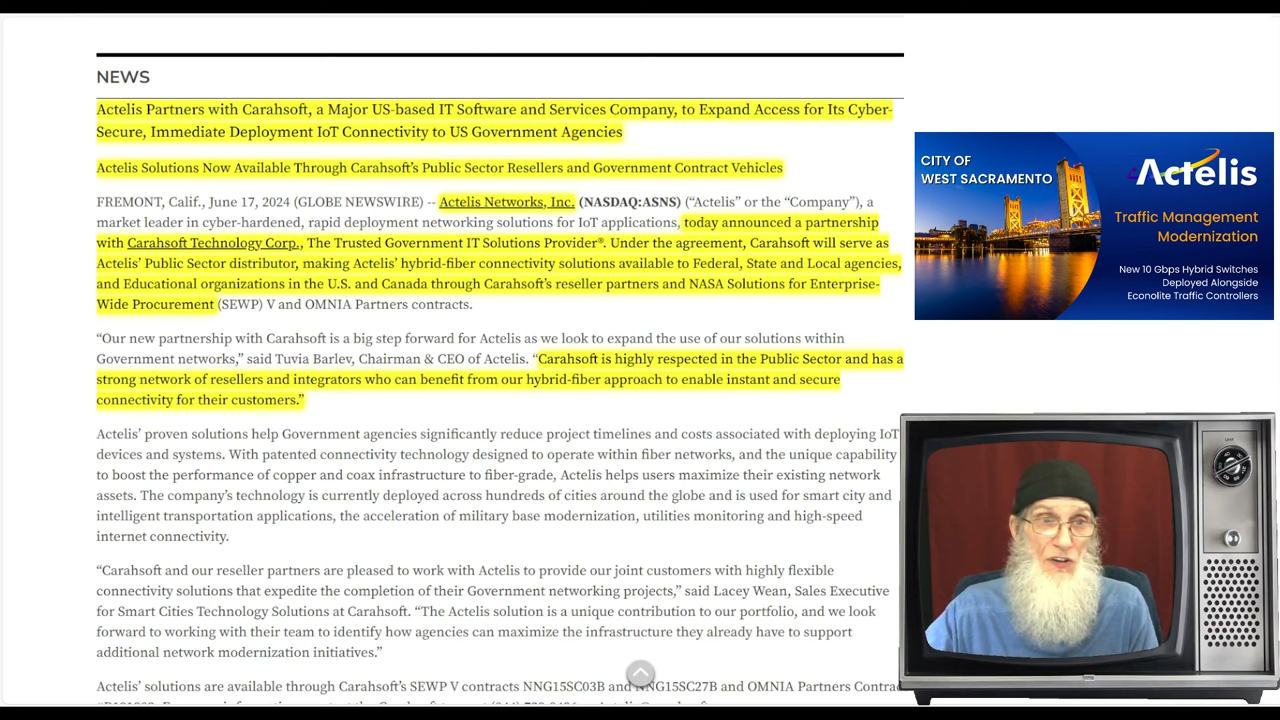 NEWS
Actelis Partners with Carahsoft, a Major US-based IT Software and Services Company, to Expand Access for Its Cyber-
Secure, Immediate Deployment IoT Connectivity to US Government Agencies
Actelis Solutions Now Available Through Carahsoft’s Public Sector Resellers and Government Contract Vehicles
FREMONT, Calif., June 17, 2024 (GLOBE NEWSWIRE) -- Actelis Networks, Inc. (NASDAQ:ASNS) (“Actelis” or the “Company”), a
market leader in cyber-hardened, rapid deployment networking solutions for IoT applications, today announced a partnership
with Carahsoft Technology Corp., The Trusted Government IT Solutions Provider®. Under the agreement, Carahsoft will serve as
Actelis’ Public Sector distributor, making Actelis’ hybrid-fiber connectivity solutions available to Federal, State and Local agencies,
and Educational organizations in the U.S. and Canada through Carahsoft’s reseller partners and NASA Solutions for Enterprise-
Wide Procurement (SEWP) V and OMNIA Partners contracts.
“Our new partnership with Carahsoft is a big step forward for Actelis as we look to expand the use of our solutions within
Government networks,” said Tuvia Barlev, Chairman & CEO of Actelis. “Carahsoft is highly respected in the Public Sector and has a
strong network of resellers and integrators who can benefit from our hybrid-fiber approach to enable instant and secure
connectivity for their customers.”
Actelis’ proven solutions help Government agencies significantly reduce project timelines and costs associated with deploying IoT
devices and systems. With patented connectivity technology designed to operate within fiber networks, and the unique capability
to boost the performance of copper and coax infrastructure to fiber-grade, Actelis helps users maximize their existing network
assets. The company’s technology is currently deployed across hundreds of cities around the globe and is used for smart city and
intelligent transportation applications, the acceleration of military base modernization, utilities monitoring and high-speed
internet connectivity.
“Carahsoft and our reseller partners are pleased to work with Actelis to provide our joint customers with highly flexible
connectivity solutions that expedite the completion of their Government networking projects,” said Lacey Wean, Sales Executive
for Smart Cities Technology Solutions at Carahsoft. “The Actelis solution is a unique contribution to our portfolio, and we look
forward to working with their team to identify how agencies can maximize the infrastructure they already have to support
additional network modernization initiatives.”
Actelis’ solutions are available through Carahsoft’s SEWP V contracts NNG15SC03B and NNG15SC27B and OMNIA Partners
CITY OF
WEST SACRAMENTO
Actelis
Traffic Management
Modernization
New 10 Gbps Hybrid Switches
Deployed Alongside
Econolite Traffic Controllers